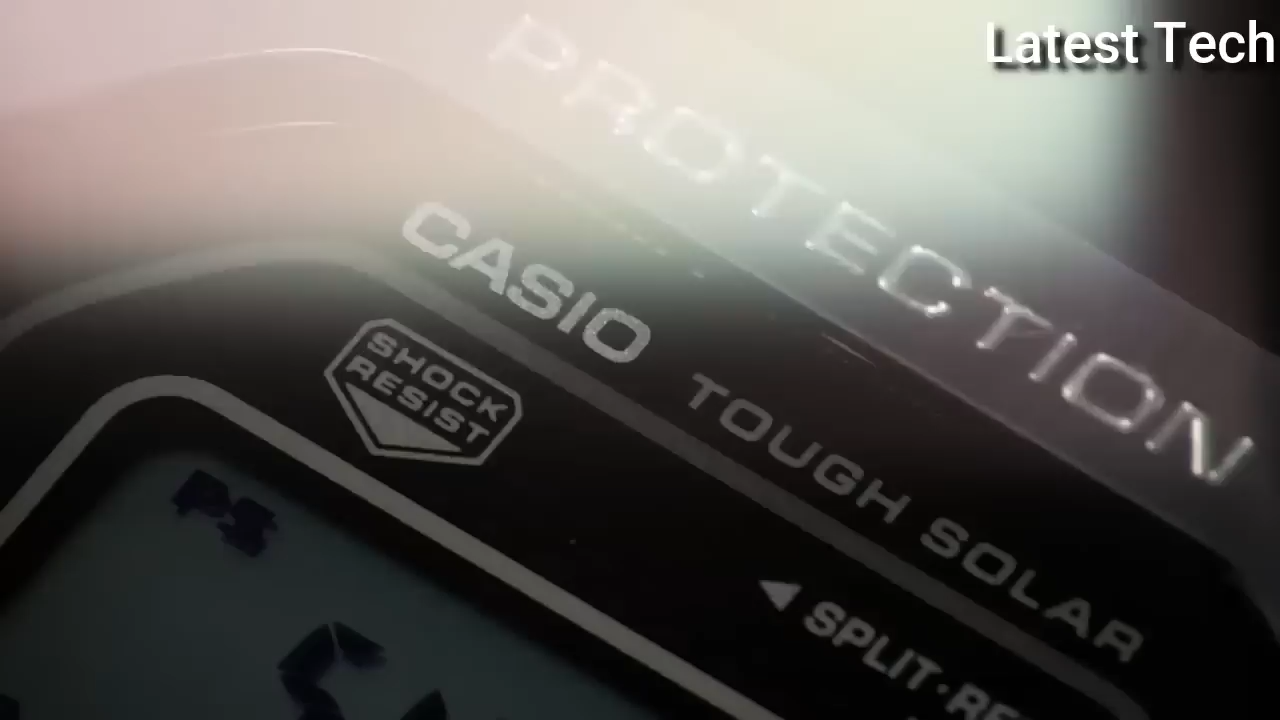 Latest Tech
PROTECTION
CASIO
SHOCK
RESIST
TOUGH SOLAR
SPLIT·RE